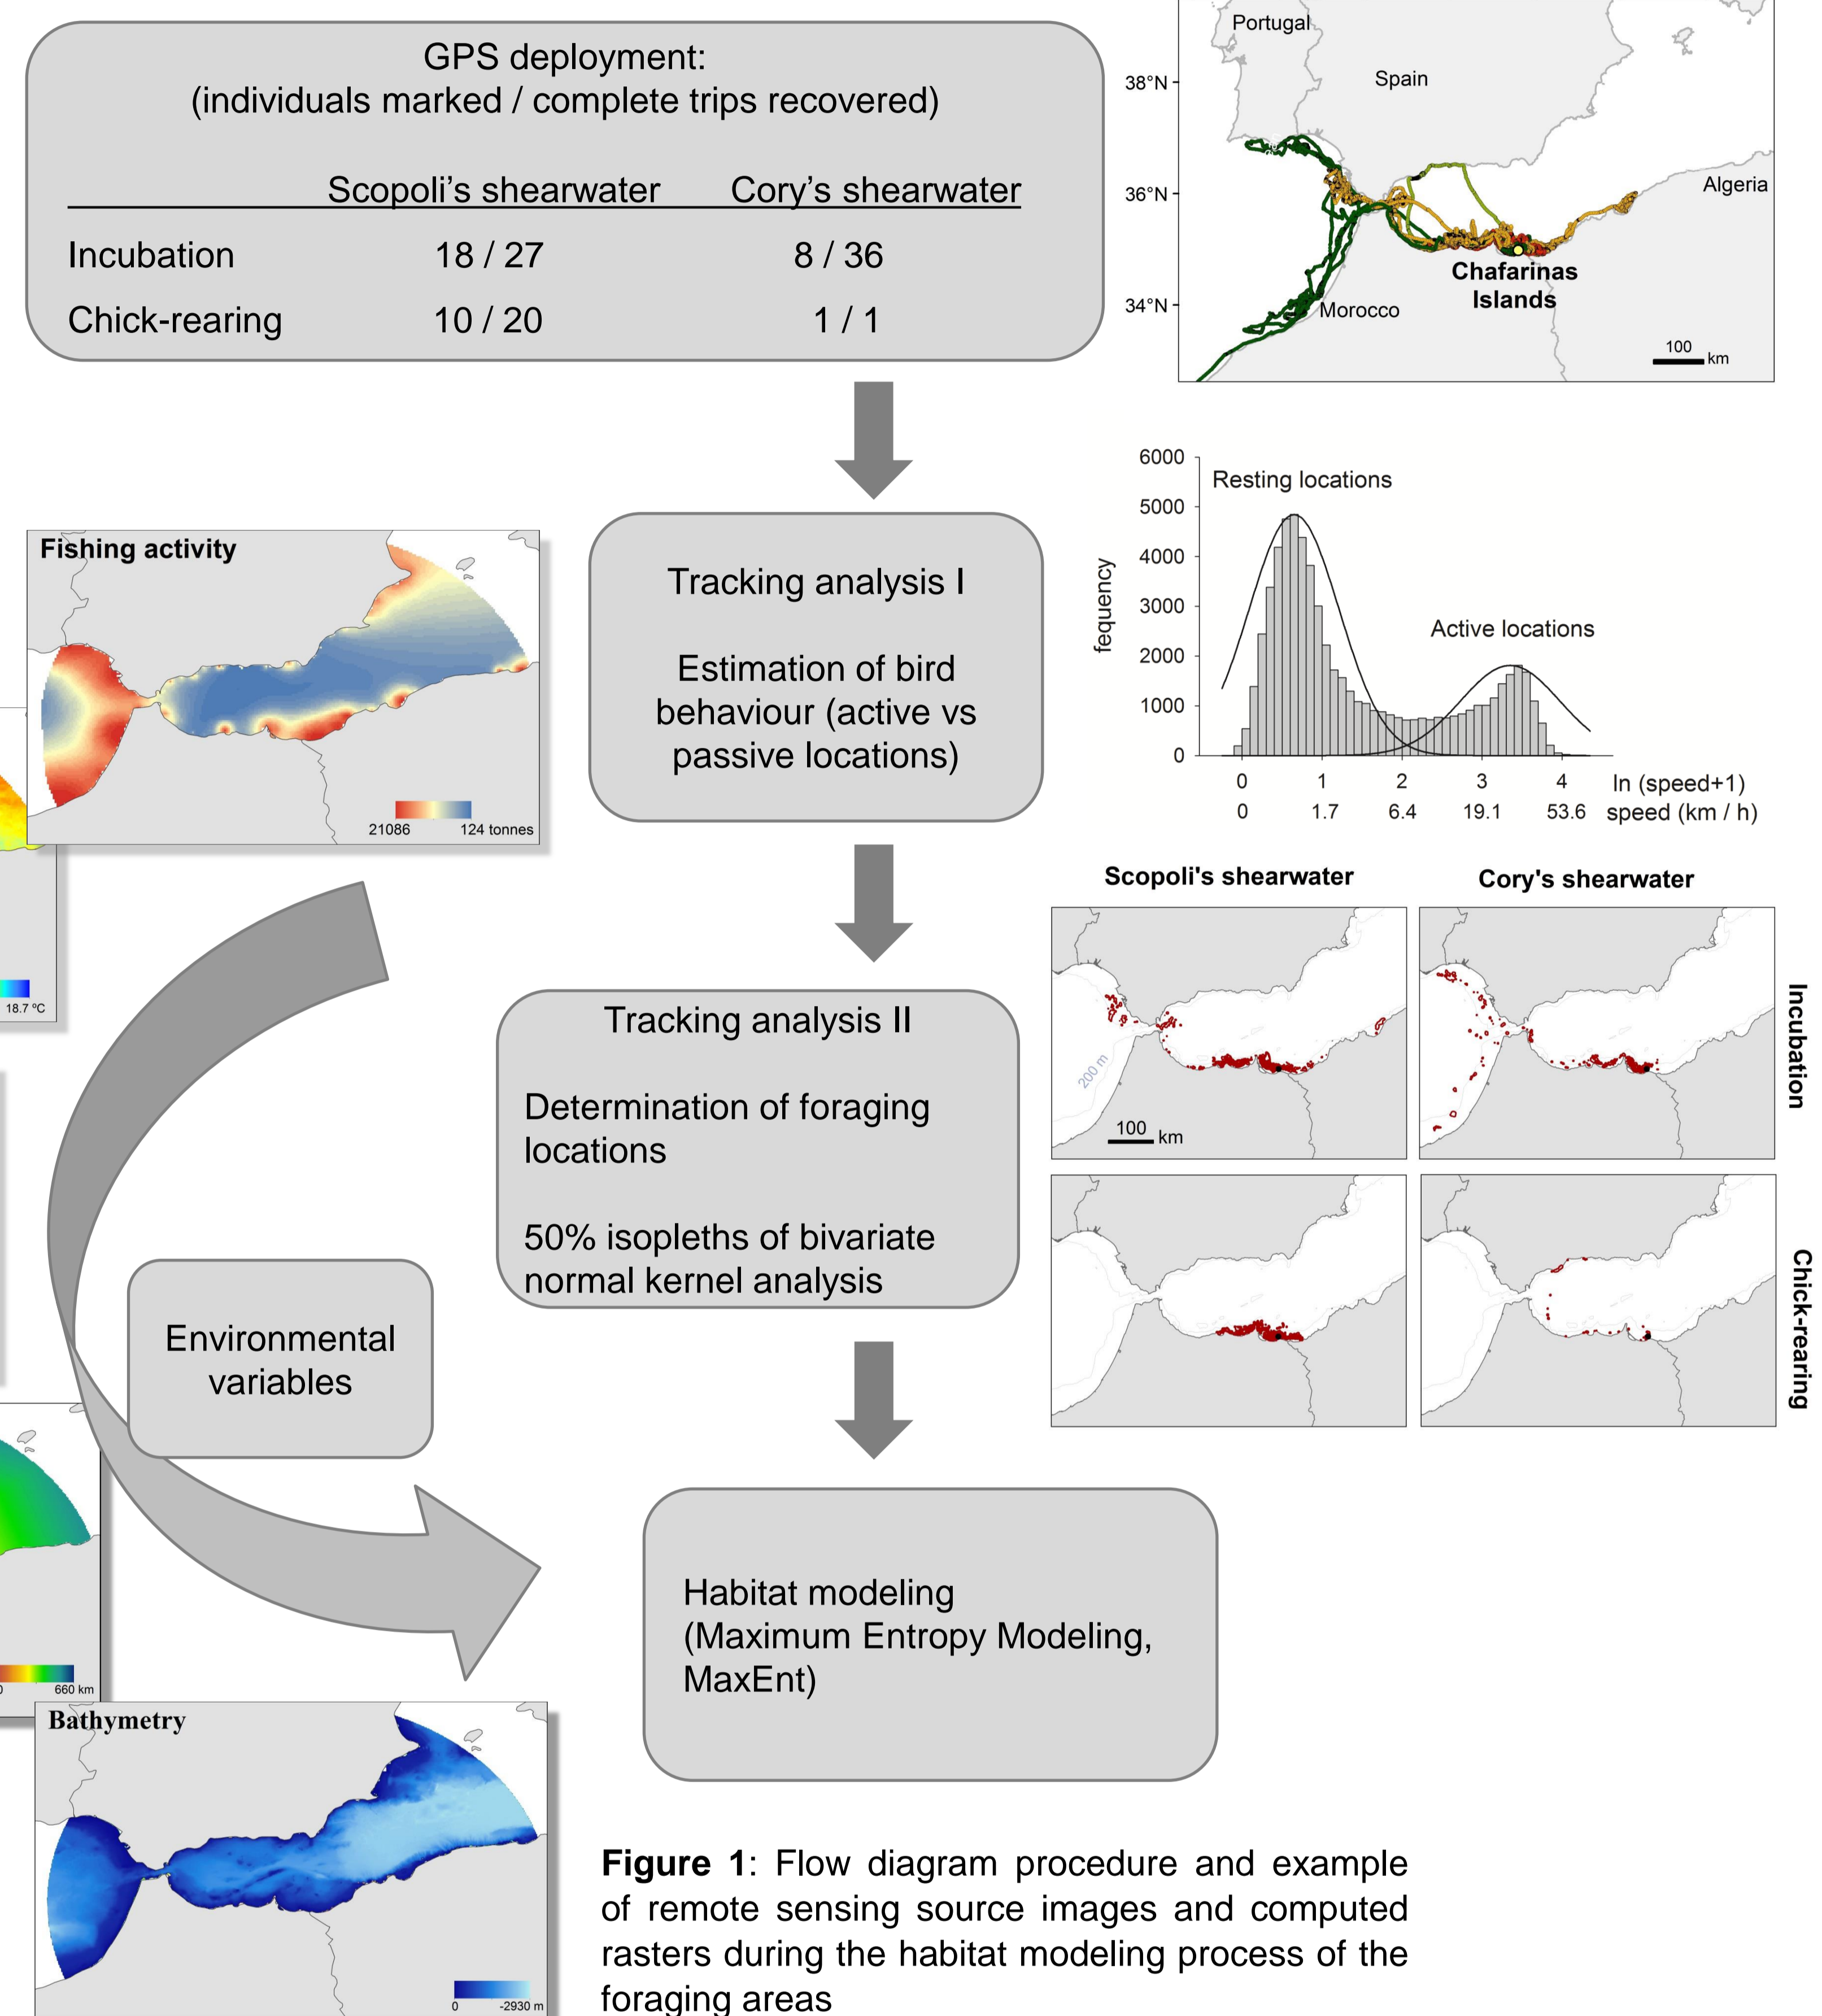 GPS deployment:
(individuals marked / complete trips recovered)
Scopoli's shearwater Cory's shearwater
Incubation 18 / 27 8 / 36
Chick-rearing 10 / 20 1 / 1
Portugal
Spain
38°N
36°N
34°N
Algeria
Chafarinas
Islands
Morocco
100 km
Fishing activity
21086 124 tonnes
18.7 ºC
Tracking analysis I
Estimation of bird
behaviour (active vs
passive locations)
6000
5000
4000
3000
2000
1000
0
fequency
Resting locations
Active locations
0 1 2 3 4 ln (speed+1)
0 1.7 6.4 19.1 53.6 speed (km / h)
Tracking analysis II
Determination of foraging
locations
50% isopleths of bivariate
normal kernel analysis
Scopoli's shearwater Cory's shearwater
200 m
100 km
Incubation
Chick-rearing
Environmental
variables
660 km
Habitat modeling
(Maximum Entropy Modeling,
MaxEnt)
Bathymetry
0 -2930 m
Figure 1: Flow diagram procedure and example
of remote sensing source images and computed
rasters during the habitat modeling process of the
foraging areas